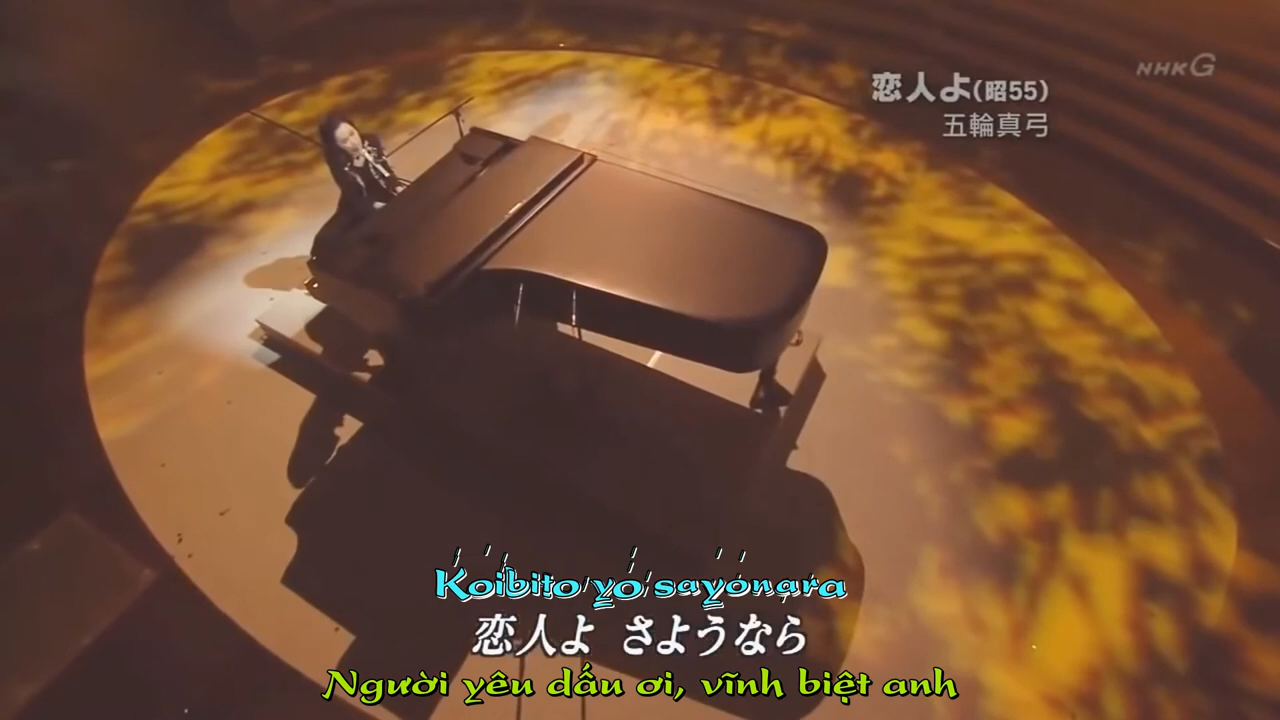 NHK G
恋人よ(昭55)
五輪真弓
Koibito yo sayonara
恋人よ さようなら
Người yêu dấu ơi, vĩnh biệt anh